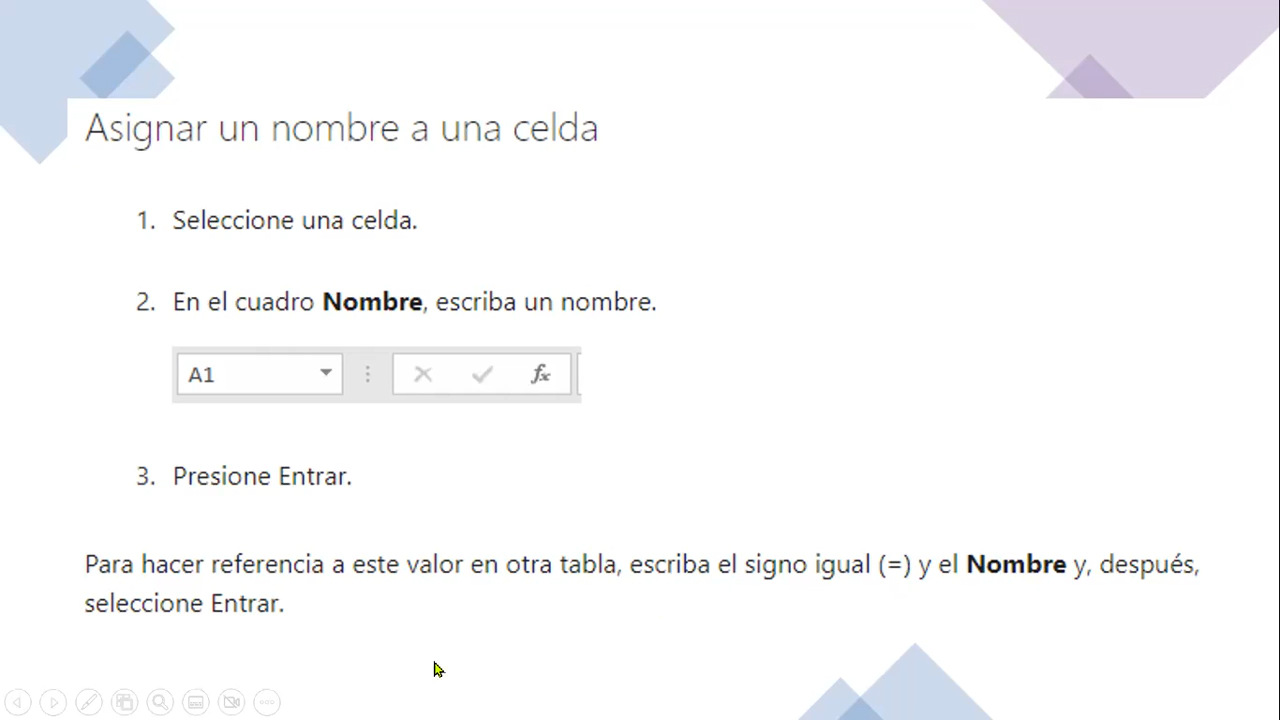 Asignar un nombre a una celda
1. Seleccione una celda.
2. En el cuadro Nombre, escriba un nombre.
A1 fx
3. Presione Entrar.
Para hacer referencia a este valor en otra tabla, escriba el signo igual (=) y el Nombre y, después,
seleccione Entrar.